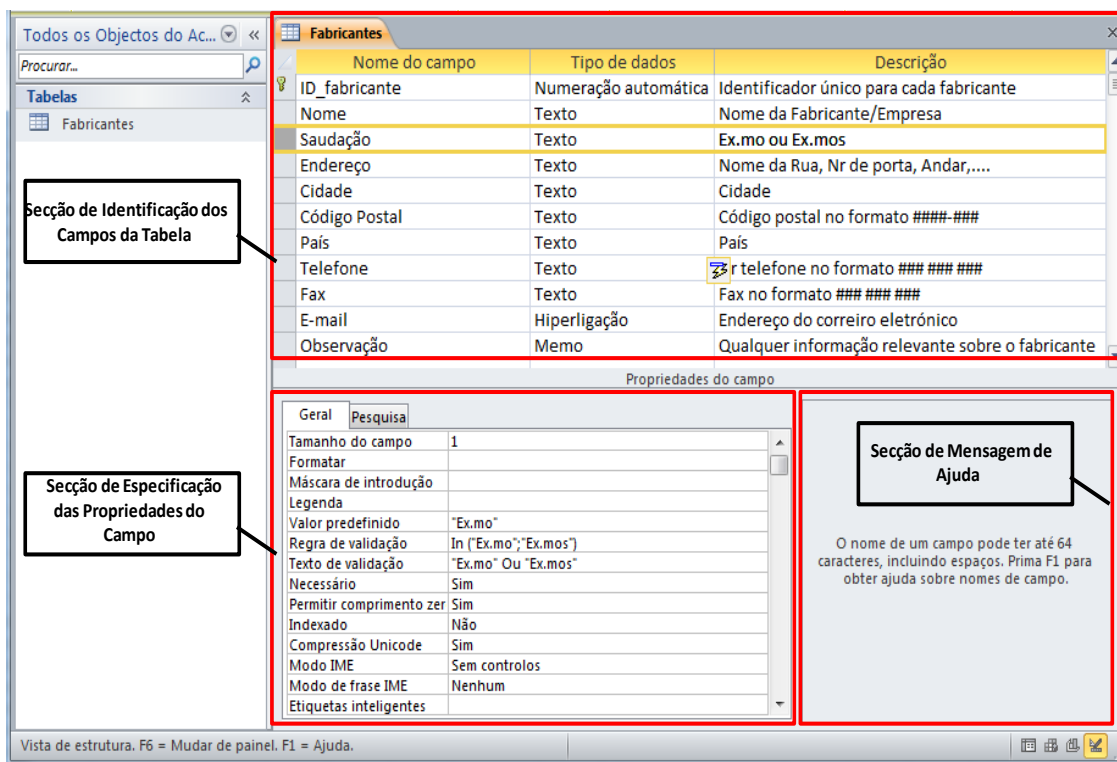 Todos os Objectos do Ac... «
Procurar...
Tabelas
Fabricantes
Fabricantes
Nome do campo Tipo de dados Descrição
ID_fabricante Numeração automática Identificador único para cada fabricante
Nome Texto Nome da Fabricante/Empresa
Saudação Texto Ex.mo ou Ex.mos
Endereço Texto Nome da Rua, Nr de porta, Andar,....
Cidade Texto Cidade
Código Postal Texto Código postal no formato ####-###
País Texto País
Telefone Texto r telefone no formato ### ### ###
Fax Texto Fax no formato ### ### ###
E-mail Hiperligação Endereço do correiro eletrónico
Observação Memo Qualquer informação relevante sobre o fabricante
Secção de Identificação dos
Campos da Tabela
Propriedades do campo
Geral Pesquisa
Tamanho do campo 1
Formatar
Máscara de introdução
Legenda
Valor predefinido "Ex.mo"
Regra de validação In ("Ex.mo";"Ex.mos")
Texto de validação "Ex.mo" Ou "Ex.mos"
Necessário Sim
Permitir comprimento zer Sim
Indexado Não
Compressão Unicode Sim
Modo IME Sem controlos
Modo de frase IME Nenhum
Etiquetas inteligentes
Secção de Especificação
das Propriedades do
Campo
Secção de Mensagem de
Ajuda
O nome de um campo pode ter até 64
caracteres, incluindo espaços. Prima F1 para
obter ajuda sobre nomes de campo.
Vista de estrutura. F6 = Mudar de painel. F1 = Ajuda.